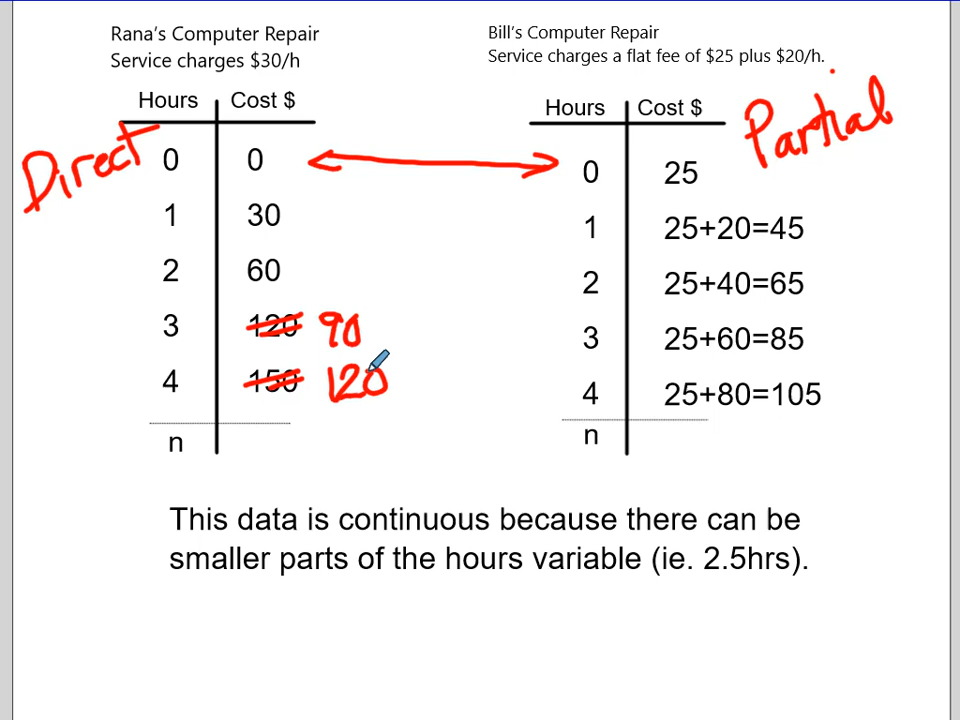 Rana's Computer Repair
Service charges $30/h
Hours Cost $
Direct
0 0
1 30
2 60
3 120 90
4 150 120
n
Bill's Computer Repair
Service charges a flat fee of $25 plus $20/h.
Hours Cost $
Partial
0 25
1 25+20=45
2 25+40=65
3 25+60=85
4 25+80=105
n
This data is continuous because there can be
smaller parts of the hours variable (ie. 2.5hrs).